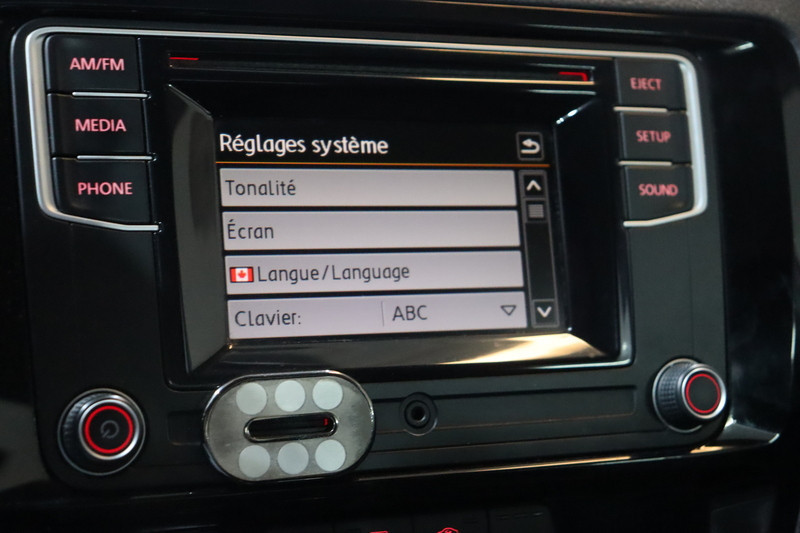 AM/FM
MEDIA
PHONE
Réglages système
Tonalité
Écran
Langue/Language
Clavier: ABC
EJECT
SETUP
SOUND